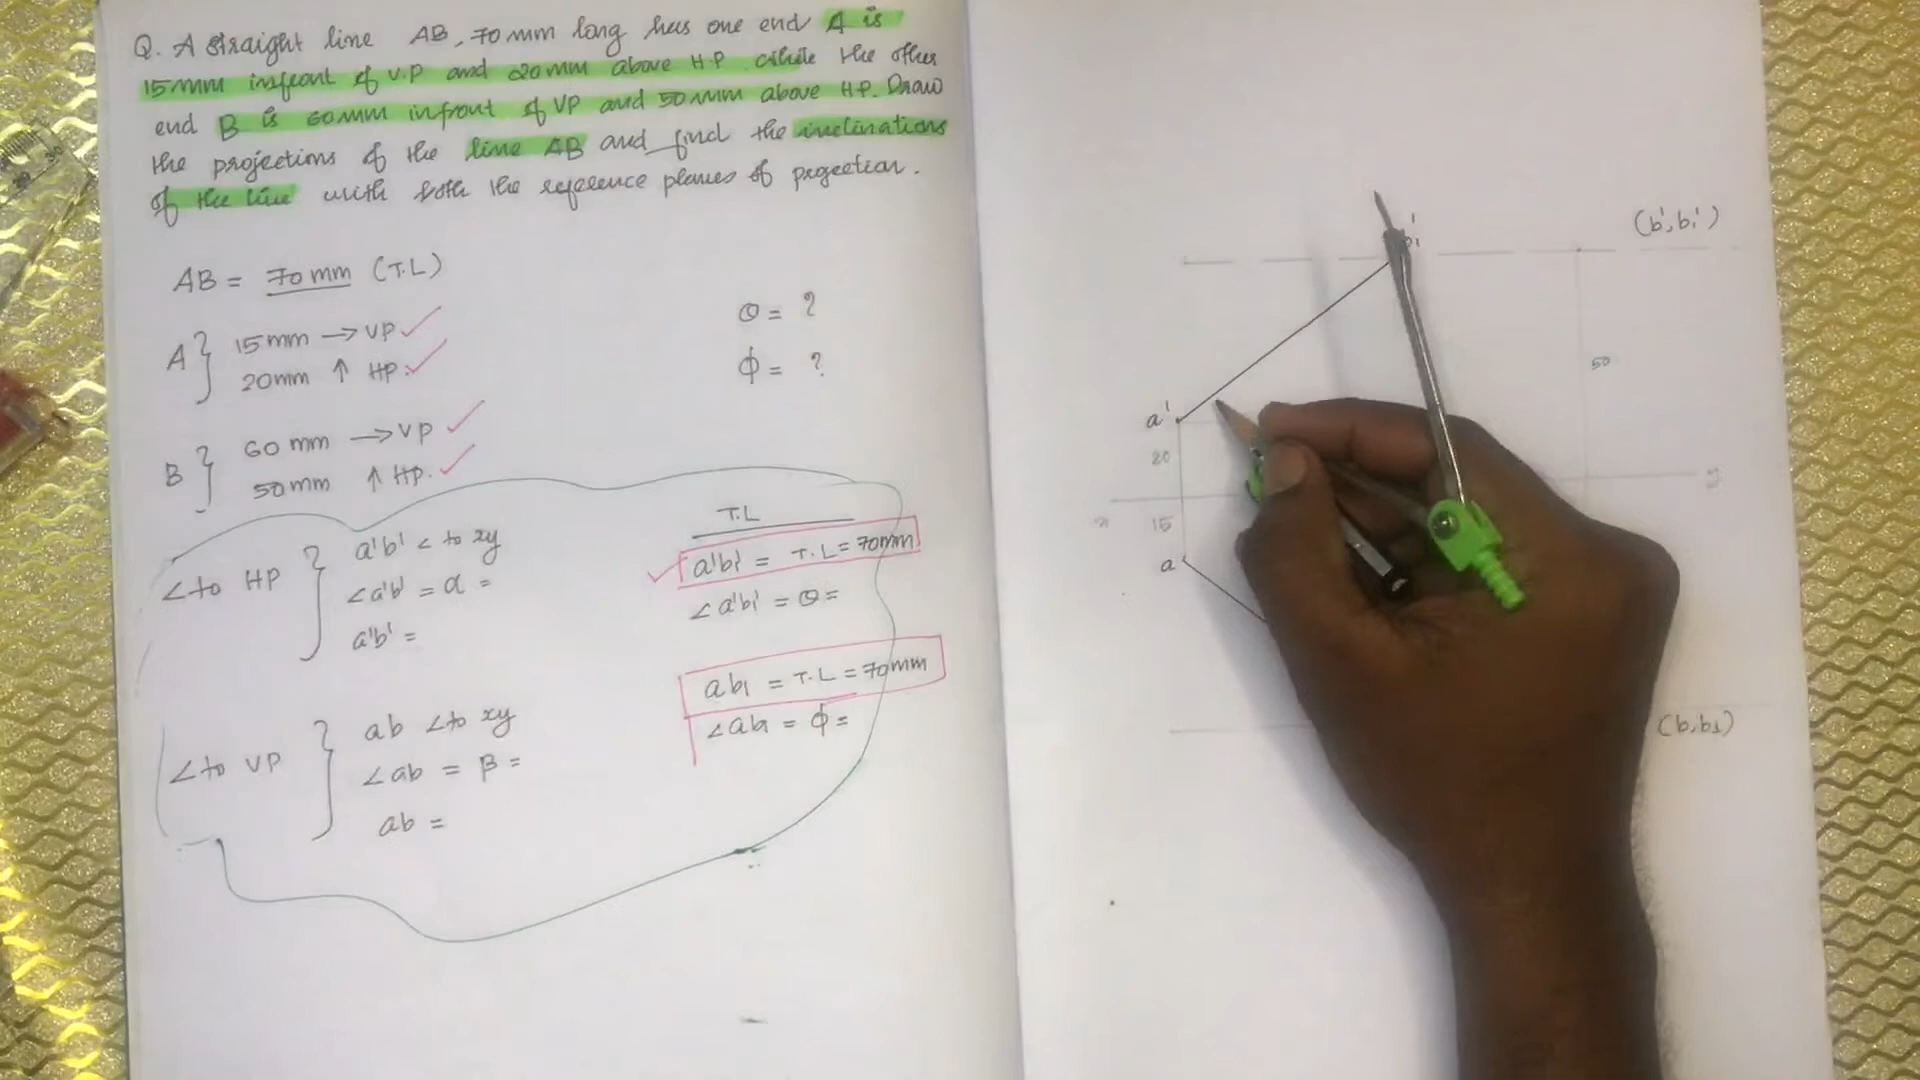 Q. A straight line AB, 70mm long has one end A is
15mm infront of V.P and 20mm above H.P while the other
end B is 60mm infront of VP and 50mm above HP. Draw
the projections of the line AB and find the inclinations
of the line with both the reference planes of projection.
AB = 70mm (T.L)
A } 15mm → VP ✓
20mm ↑ HP. ✓
θ = ?
ϕ = ?
B } 60 mm → VP ✓
50mm ↑ HP. ✓
∠to HP } a'b' < to xy
∠a'b' = α =
a'b' =
T.L
✓ a'b₁' = T.L = 70mm
∠a'b₁' = θ =
∠to VP } ab ∠to xy
∠ab = β =
ab =
ab₁ = T.L = 70mm
∠ab₁ = ϕ =
(b', b₁')
50
a'
20
x
y
15
a
(b, b₁)